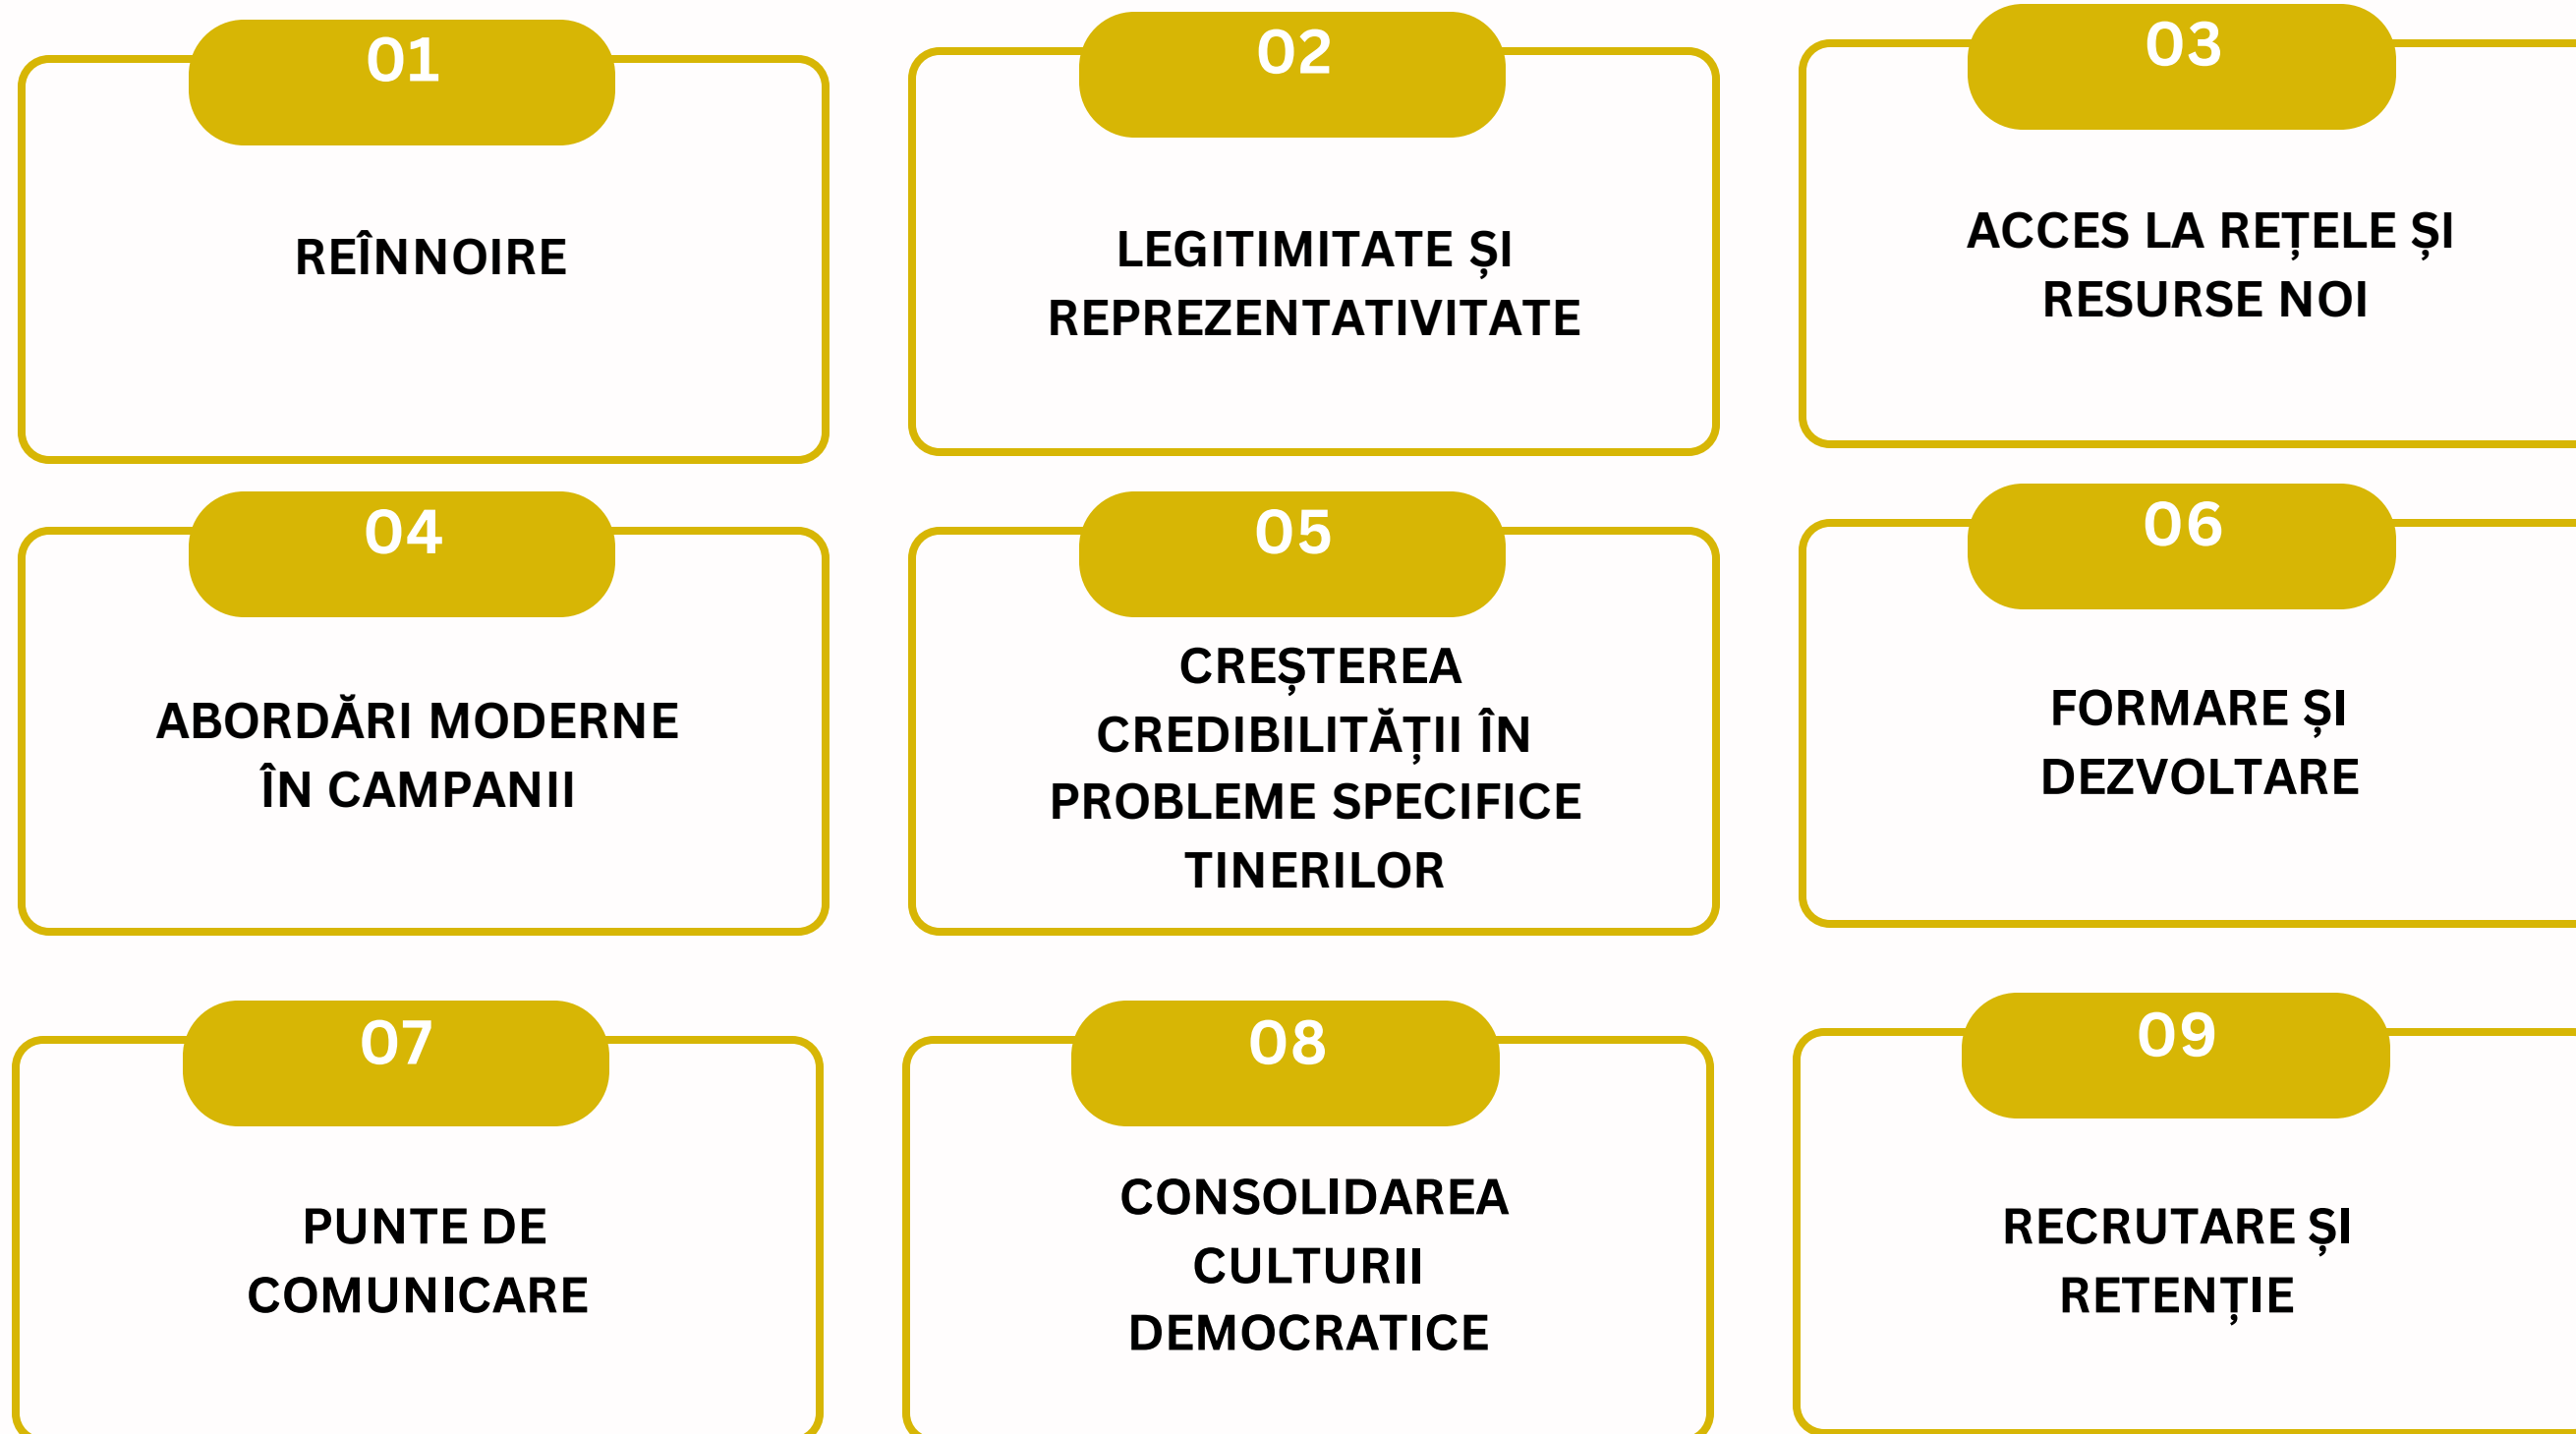 01
REÎNNOIRE
02
LEGITIMITATE ȘI
REPREZENTATIVITATE
03
ACCES LA REȚELE ȘI
RESURSE NOI
04
ABORDĂRI MODERNE
ÎN CAMPANII
05
CREȘTEREA
CREDIBILITĂȚII ÎN
PROBLEME SPECIFICE
TINERILOR
06
FORMARE ȘI
DEZVOLTARE
07
PUNTE DE
COMUNICARE
08
CONSOLIDAREA
CULTURII
DEMOCRATICE
09
RECRUTARE ȘI
RETENȚIE